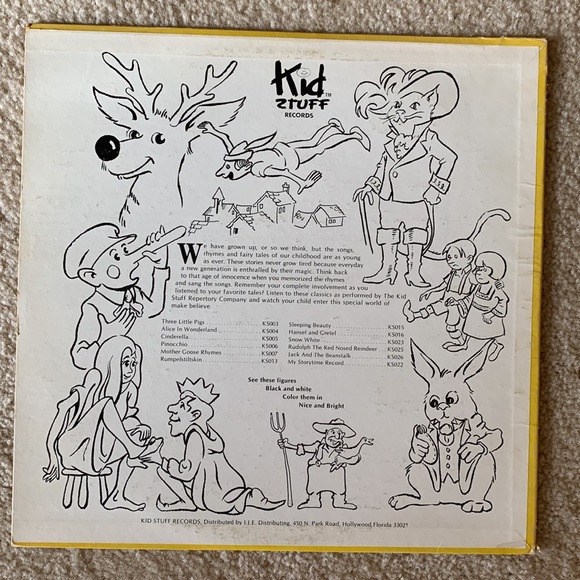 Kid
STUFF
TM
RECORDS
We have grown up, or so we think, but the songs,
rhymes and fairy tales of our childhood are as young
as ever. These stories never grow tired because everyday
a new generation is enthralled by their magic. Think back
to that age of innocence when you memorized the rhymes
and sang the songs. Remember your complete involvement as you
listened to your favorite tales? Listen to these classics as performed by The Kid
Stuff Repertory Company and watch your child enter this special world of
make believe.
Three Little Pigs KS003
Alice In Wonderland KS004
Cinderella KS005
Pinocchio KS006
Mother Goose Rhymes KS007
Rumpelstiltskin KS013
Sleeping Beauty KS015
Hansel and Gretel KS016
Snow White KS023
Rudolph The Red Nosed Reindeer KS025
Jack And The Beanstalk KS026
My Storytime Record KS022
See these figures
Black and white
Color them in
Nice and Bright
KID STUFF RECORDS, Distributed by I.J.E. Distributing, 450 N. Park Road, Hollywood, Florida 33021